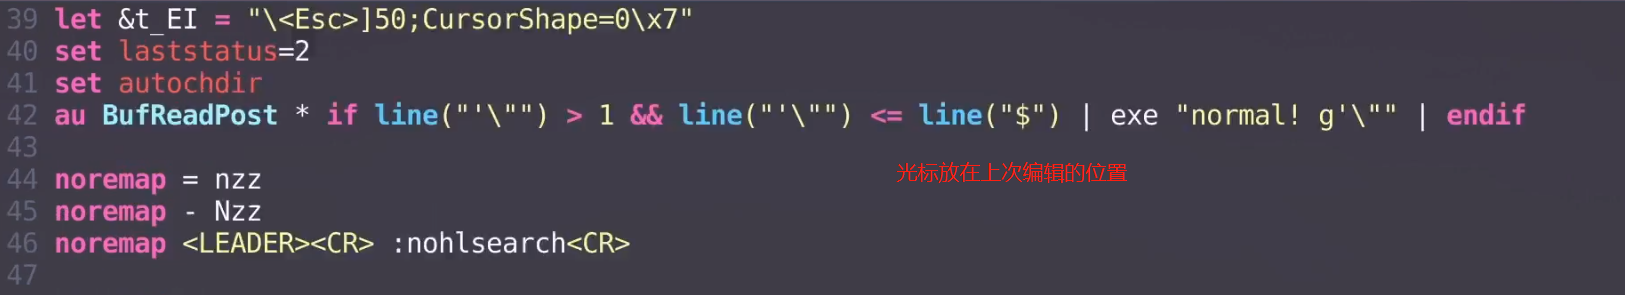 39 let &t_EI = "\<Esc>]50;CursorShape=0\x7"
40 set laststatus=2
41 set autochdir
42 au BufReadPost * if line("'\"") > 1 && line("'\"") <= line("$") | exe "normal! g'\"" | endif
43
光标放在上次编辑的位置
44 noremap = nzz
45 noremap - Nzz
46 noremap <LEADER><CR> :nohlsearch<CR>
47